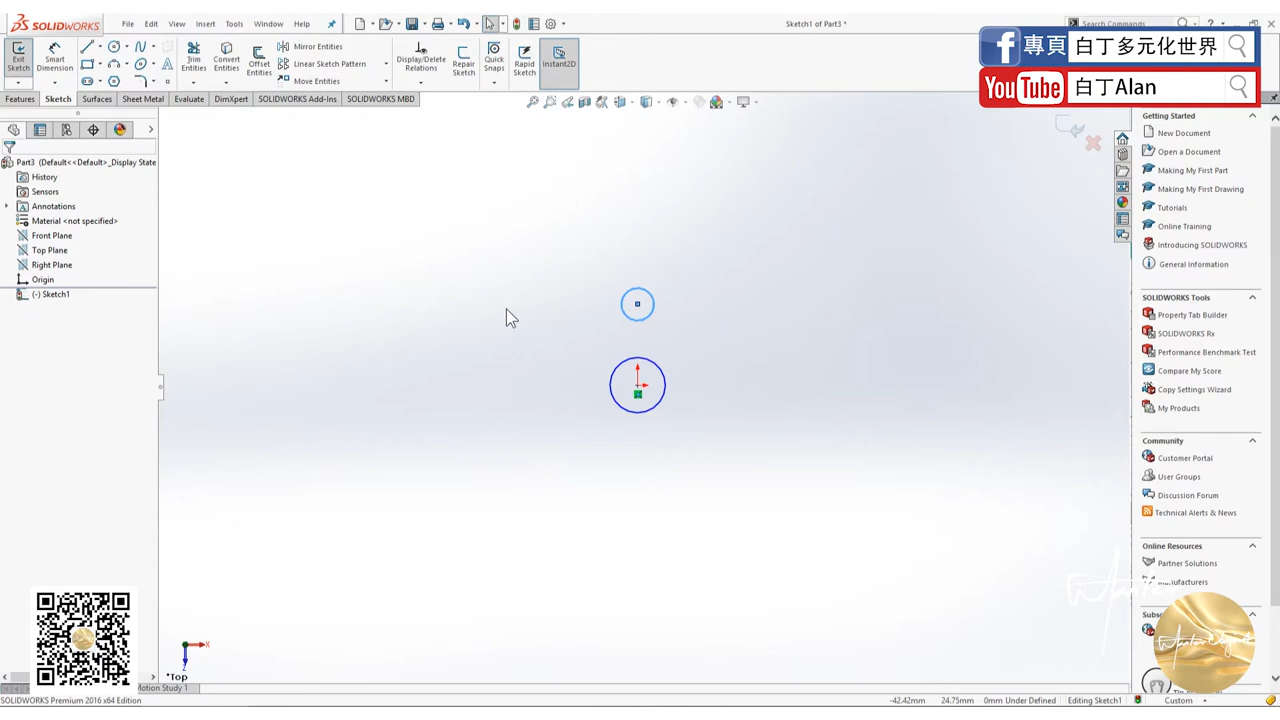 SOLIDWORKS
File
Edit
View
Insert
Tools
Window
Help
Sketch1 of Part3 *
Search Commands
專頁
白丁多元化世界
YouTube
白丁Alan
Exit Sketch
Smart Dimension
Trim Entities
Convert Entities
Offset Entities
Mirror Entities
Linear Sketch Pattern
Move Entities
Display/Delete Relations
Repair Sketch
Quick Snaps
Rapid Sketch
Instant2D
Features
Sketch
Surfaces
Sheet Metal
Evaluate
DimXpert
SOLIDWORKS Add-Ins
SOLIDWORKS MBD
Part3 (Default<<Default>_Display State
History
Sensors
Annotations
Material <not specified>
Front Plane
Top Plane
Right Plane
Origin
(-) Sketch1
Getting Started
New Document
Open a Document
Making My First Part
Making My First Drawing
Tutorials
Online Training
Introducing SOLIDWORKS
General Information
SOLIDWORKS Tools
Property Tab Builder
SOLIDWORKS Rx
Performance Benchmark Test
Compare My Score
Copy Settings Wizard
My Products
Community
Customer Portal
User Groups
Discussion Forum
Technical Alerts & News
Online Resources
Partner Solutions
Manufacturers
X
Z
*Top
Motion Study 1
SOLIDWORKS Premium 2016 x64 Edition
-42.42mm
24.75mm
0mm
Under Defined
Editing Sketch1
Custom